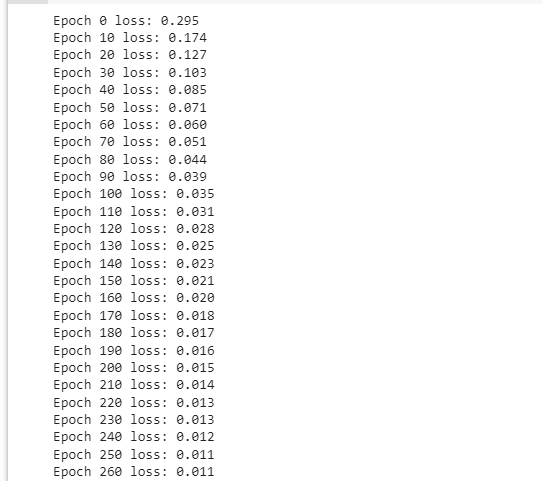 Epoch 0 loss: 0.295
Epoch 10 loss: 0.174
Epoch 20 loss: 0.127
Epoch 30 loss: 0.103
Epoch 40 loss: 0.085
Epoch 50 loss: 0.071
Epoch 60 loss: 0.060
Epoch 70 loss: 0.051
Epoch 80 loss: 0.044
Epoch 90 loss: 0.039
Epoch 100 loss: 0.035
Epoch 110 loss: 0.031
Epoch 120 loss: 0.028
Epoch 130 loss: 0.025
Epoch 140 loss: 0.023
Epoch 150 loss: 0.021
Epoch 160 loss: 0.020
Epoch 170 loss: 0.018
Epoch 180 loss: 0.017
Epoch 190 loss: 0.016
Epoch 200 loss: 0.015
Epoch 210 loss: 0.014
Epoch 220 loss: 0.013
Epoch 230 loss: 0.013
Epoch 240 loss: 0.012
Epoch 250 loss: 0.011
Epoch 260 loss: 0.011